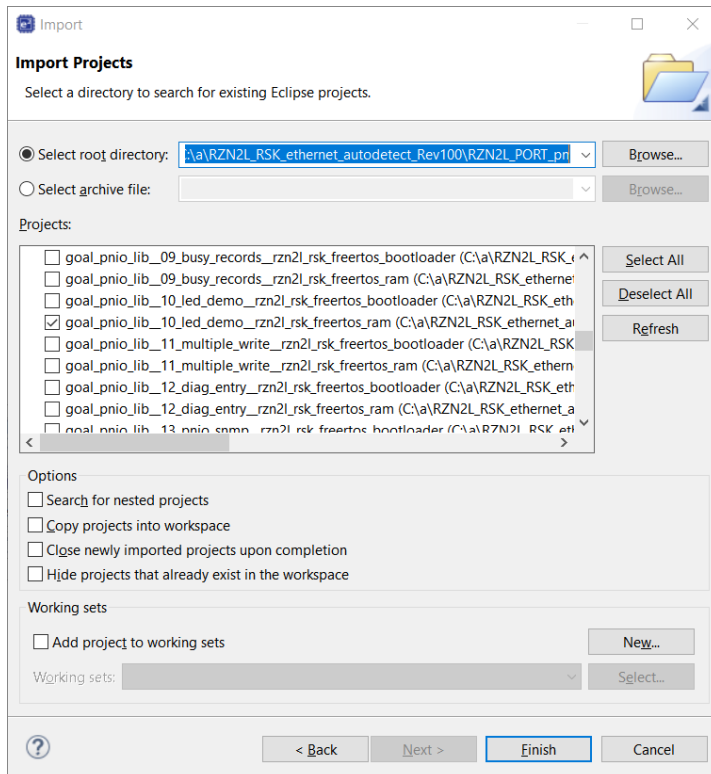 Import
Import Projects
Select a directory to search for existing Eclipse projects.
Select root directory: :\a\RZN2L_RSK_ethernet_autodetect_Rev100\RZN2L_PORT_pn Browse...
Select archive file: Browse...
Projects:
goal_pnio_lib__09_busy_records__rzn2l_rsk_freertos_bootloader (C:\a\RZN2L_RSK_e
goal_pnio_lib__09_busy_records__rzn2l_rsk_freertos_ram (C:\a\RZN2L_RSK_ethernet
goal_pnio_lib__10_led_demo__rzn2l_rsk_freertos_bootloader (C:\a\RZN2L_RSK_eth
goal_pnio_lib__10_led_demo__rzn2l_rsk_freertos_ram (C:\a\RZN2L_RSK_ethernet_au
goal_pnio_lib__11_multiple_write__rzn2l_rsk_freertos_bootloader (C:\a\RZN2L_RSK
goal_pnio_lib__11_multiple_write__rzn2l_rsk_freertos_ram (C:\a\RZN2L_RSK_ethern
goal_pnio_lib__12_diag_entry__rzn2l_rsk_freertos_bootloader (C:\a\RZN2L_RSK_eth
goal_pnio_lib__12_diag_entry__rzn2l_rsk_freertos_ram (C:\a\RZN2L_RSK_ethernet_a
goal_pnio_lib__13_pnio_snmp__rzn2l_rsk_freertos_bootloader (C:\a\RZN2L_RSK_eth
Select All
Deselect All
Refresh
Options
Search for nested projects
Copy projects into workspace
Close newly imported projects upon completion
Hide projects that already exist in the workspace
Working sets
Add project to working sets New...
Working sets: Select...
? < Back Next > Finish Cancel